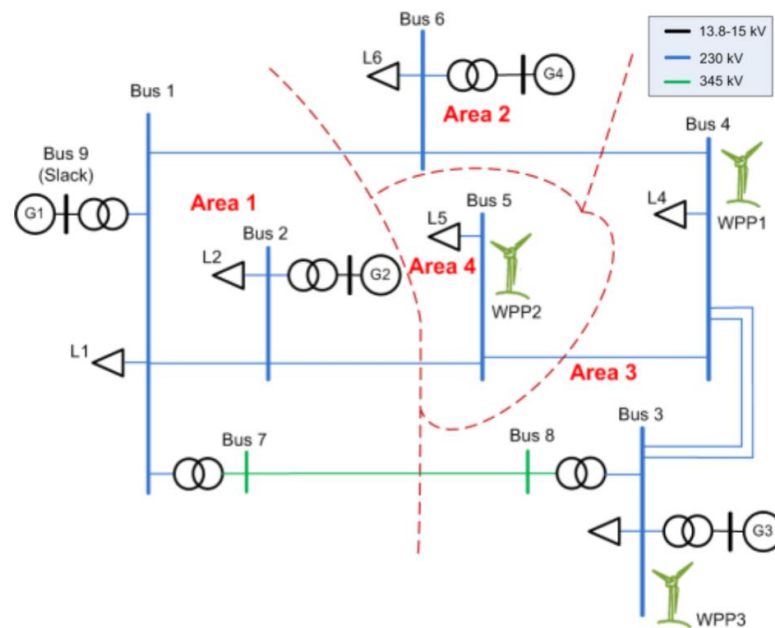 13.8-15 kV
230 kV
345 kV
Bus 6
L6
G4
Area 2
Bus 1
Bus 4
Bus 9
(Slack)
G1
Area 1
Bus 5
L5
L4
WPP1
Bus 2
L2
G2
Area 4
WPP2
L1
Area 3
Bus 3
Bus 7
Bus 8
G3
WPP3